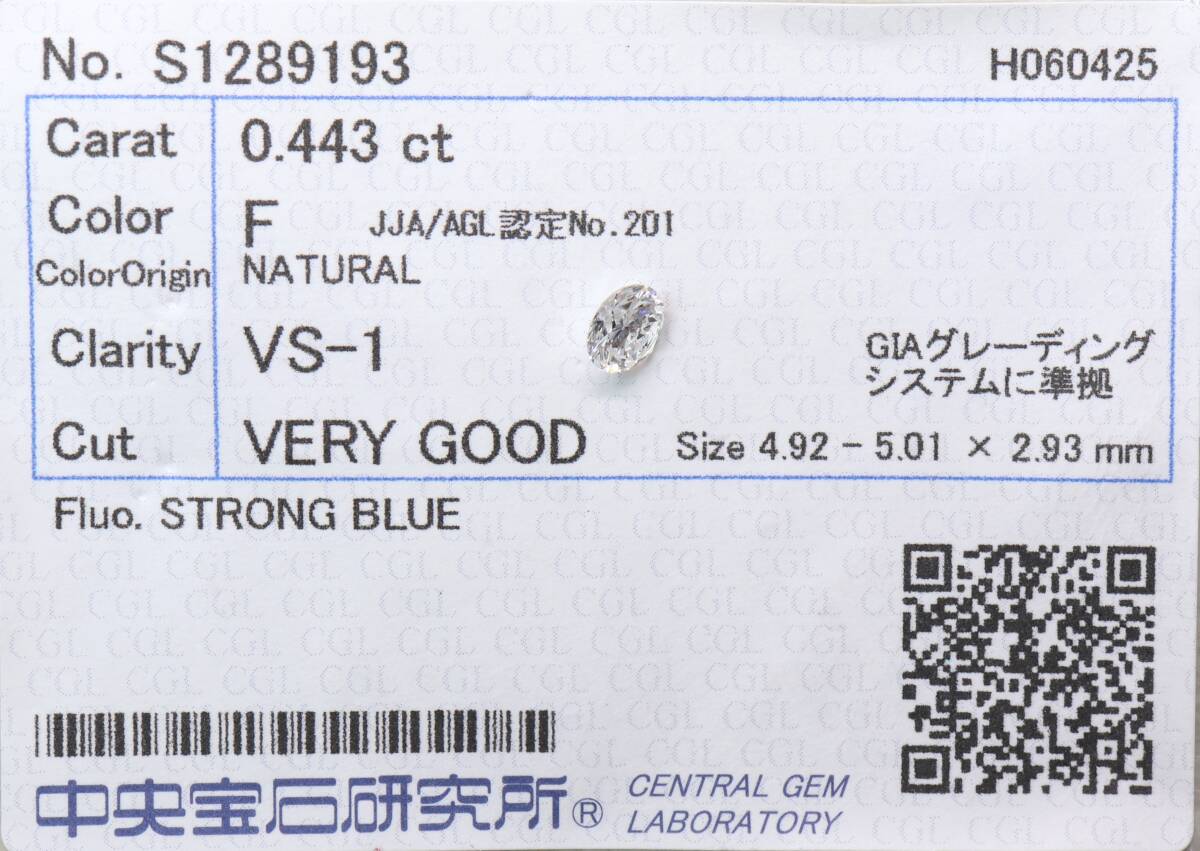 No. S1289193
H060425
Carat 0.443 ct
Color F JJA/AGL認定No.201
ColorOrigin NATURAL
Clarity VS-1
GIAグレーディング
システムに準拠
Cut VERY GOOD Size 4.92 - 5.01 × 2.93 mm
Fluo. STRONG BLUE
中央宝石研究所®
CENTRAL GEM
LABORATORY